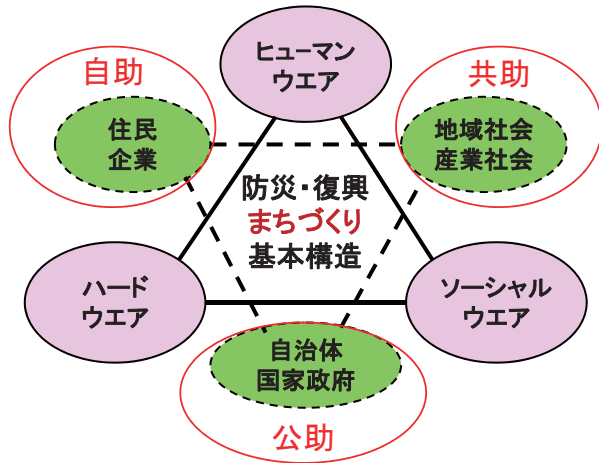 ヒューマン
ウエア
自助
住民
企業
共助
地域社会
産業社会
防災・復興
まちづくり
基本構造
ハード
ウエア
ソーシャル
ウエア
自治体
国家政府
公助